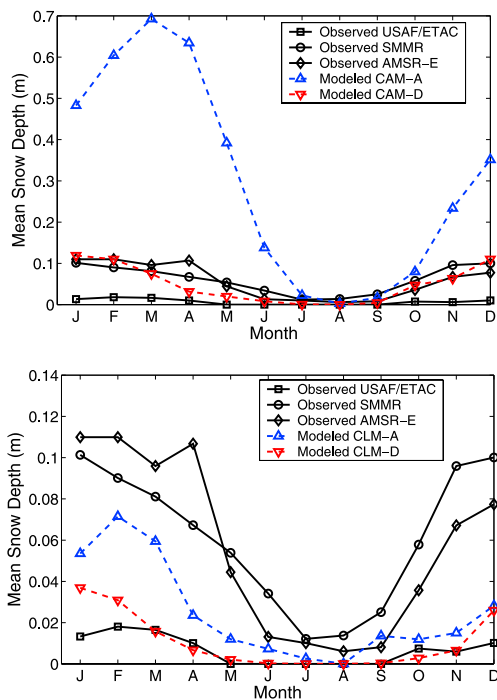 0.7
0.6
0.5
0.4
0.3
0.2
0.1
0
Mean Snow Depth (m)
Observed USAF/ETAC
Observed SMMR
Observed AMSR-E
Modeled CAM-A
Modeled CAM-D
J F M A M J J A S O N D
Month
0.14
0.12
0.1
0.08
0.06
0.04
0.02
0
Mean Snow Depth (m)
Observed USAF/ETAC
Observed SMMR
Observed AMSR-E
Modeled CLM-A
Modeled CLM-D
J F M A M J J A S O N D
Month